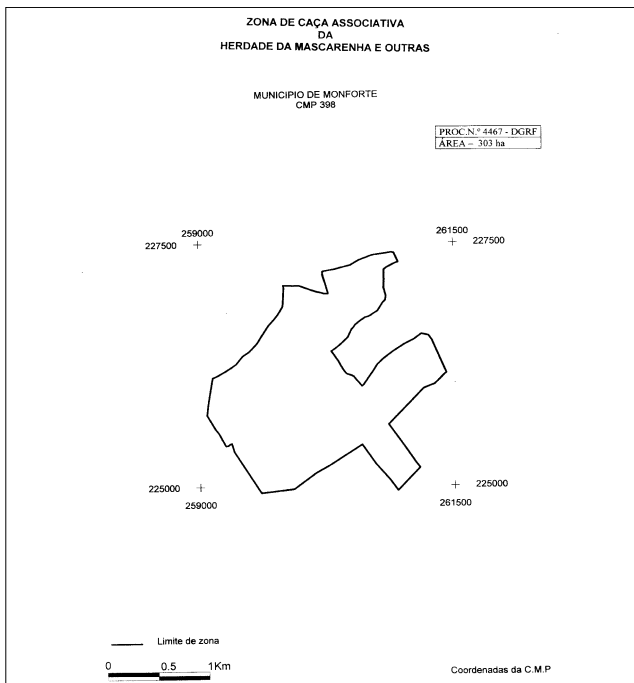 ZONA DE CAÇA ASSOCIATIVA
DA
HERDADE DA MASCARENHA E OUTRAS
MUNICIPIO DE MONFORTE
CMP 398
PROC.N.º 4467 - DGRF
ÁREA – 303 ha
259000
227500
261500
227500
225000
259000
225000
261500
Limite de zona
0 0.5 1Km
Coordenadas da C.M.P